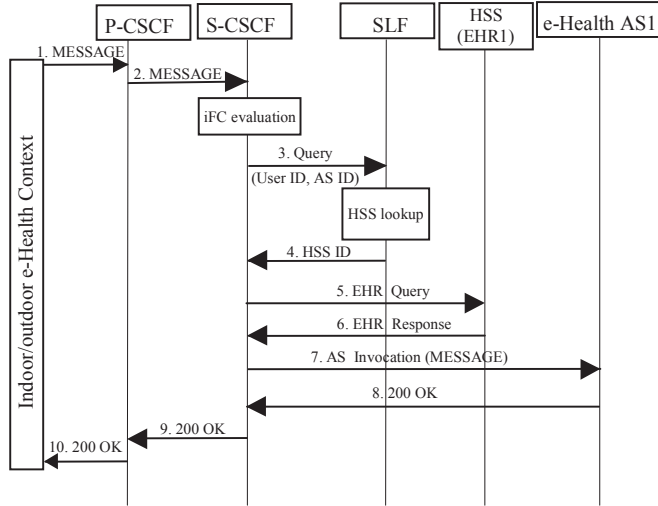 P-CSCF
S-CSCF
SLF
HSS
(EHR1)
e-Health AS1
1. MESSAGE
2. MESSAGE
iFC evaluation
3. Query
(User ID, AS ID)
HSS lookup
4. HSS ID
5. EHR Query
6. EHR Response
7. AS Invocation (MESSAGE)
8. 200 OK
9. 200 OK
10. 200 OK
Indoor/outdoor e-Health Context